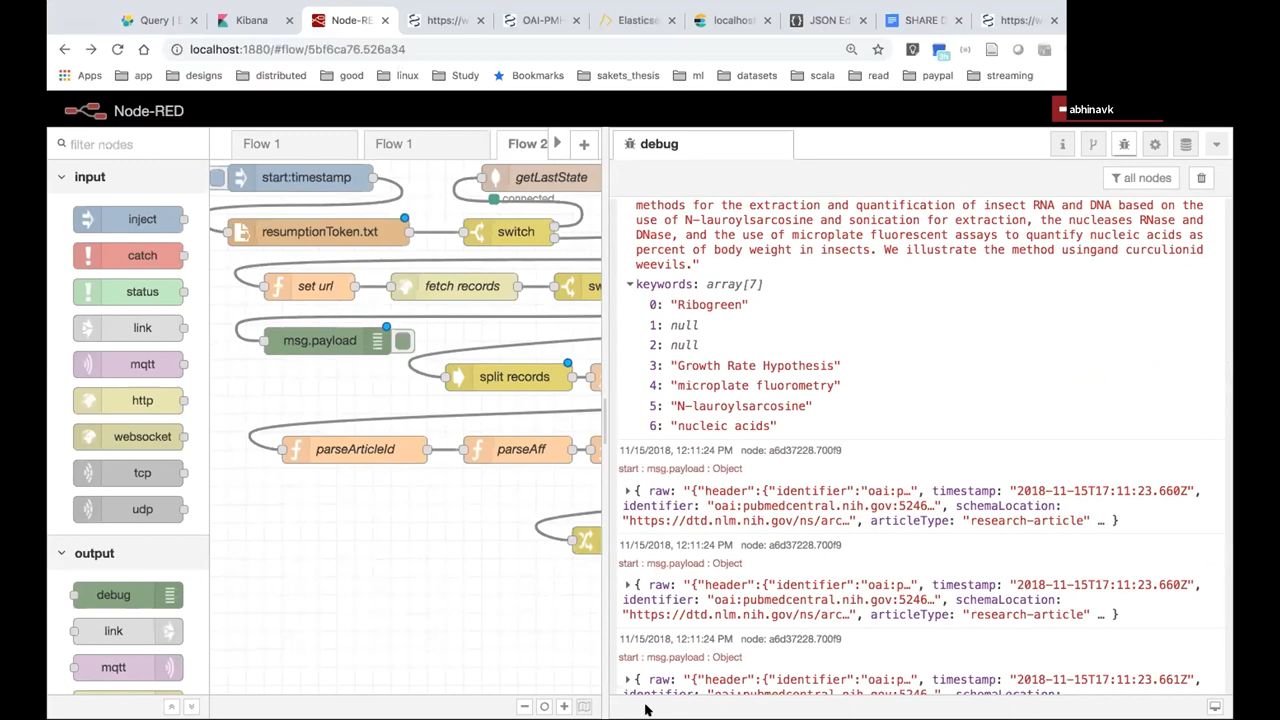 Query | E
Kibana
Node-RE
https://w
OAI-PMH
Elastics
localhos
JSON Ed
SHARE D
https://w
localhost:1880/#flow/5bf6ca76.526a34
Apps
app
designs
distributed
good
linux
Study
Bookmarks
sakets_thesis
ml
datasets
scala
read
paypal
streaming
abhinavk
Node-RED
filter nodes
Flow 1
Flow 1
Flow 2
debug
all nodes
input
inject
catch
status
link
mqtt
http
websocket
tcp
udp
output
debug
link
mqtt
start:timestamp
getLastState
connected
resumptionToken.txt
switch
set url
fetch records
sw
msg.payload
split records
parseArticleId
parseAff
methods for the extraction and quantification of insect RNA and DNA based on the
use of N-lauroylsarcosine and sonication for extraction, the nucleases RNase and
DNase, and the use of microplate fluorescent assays to quantify nucleic acids as
percent of body weight in insects. We illustrate the method usingand curculionid
weevils."
keywords: array[7]
0: "Ribogreen"
1: null
2: null
3: "Growth Rate Hypothesis"
4: "microplate fluorometry"
5: "N-lauroylsarcosine"
6: "nucleic acids"
11/15/2018, 12:11:24 PM node: a6d37228.700f9
start : msg.payload : Object
{ raw: "{"header":{"identifier":"oai:p…", timestamp: "2018-11-15T17:11:23.660Z",
identifier: "oai:pubmedcentral.nih.gov:5246…", schemaLocation:
"https://dtd.nlm.nih.gov/ns/arc…", articleType: "research-article" … }
11/15/2018, 12:11:24 PM node: a6d37228.700f9
start : msg.payload : Object
{ raw: "{"header":{"identifier":"oai:p…", timestamp: "2018-11-15T17:11:23.660Z",
identifier: "oai:pubmedcentral.nih.gov:5246…", schemaLocation:
"https://dtd.nlm.nih.gov/ns/arc…", articleType: "research-article" … }
11/15/2018, 12:11:24 PM node: a6d37228.700f9
start : msg.payload : Object
{ raw: "{"header":{"identifier":"oai:p…", timestamp: "2018-11-15T17:11:23.661Z",
identifier: "oai:pubmedcentral.nih.gov:5246…", schemaLocation: